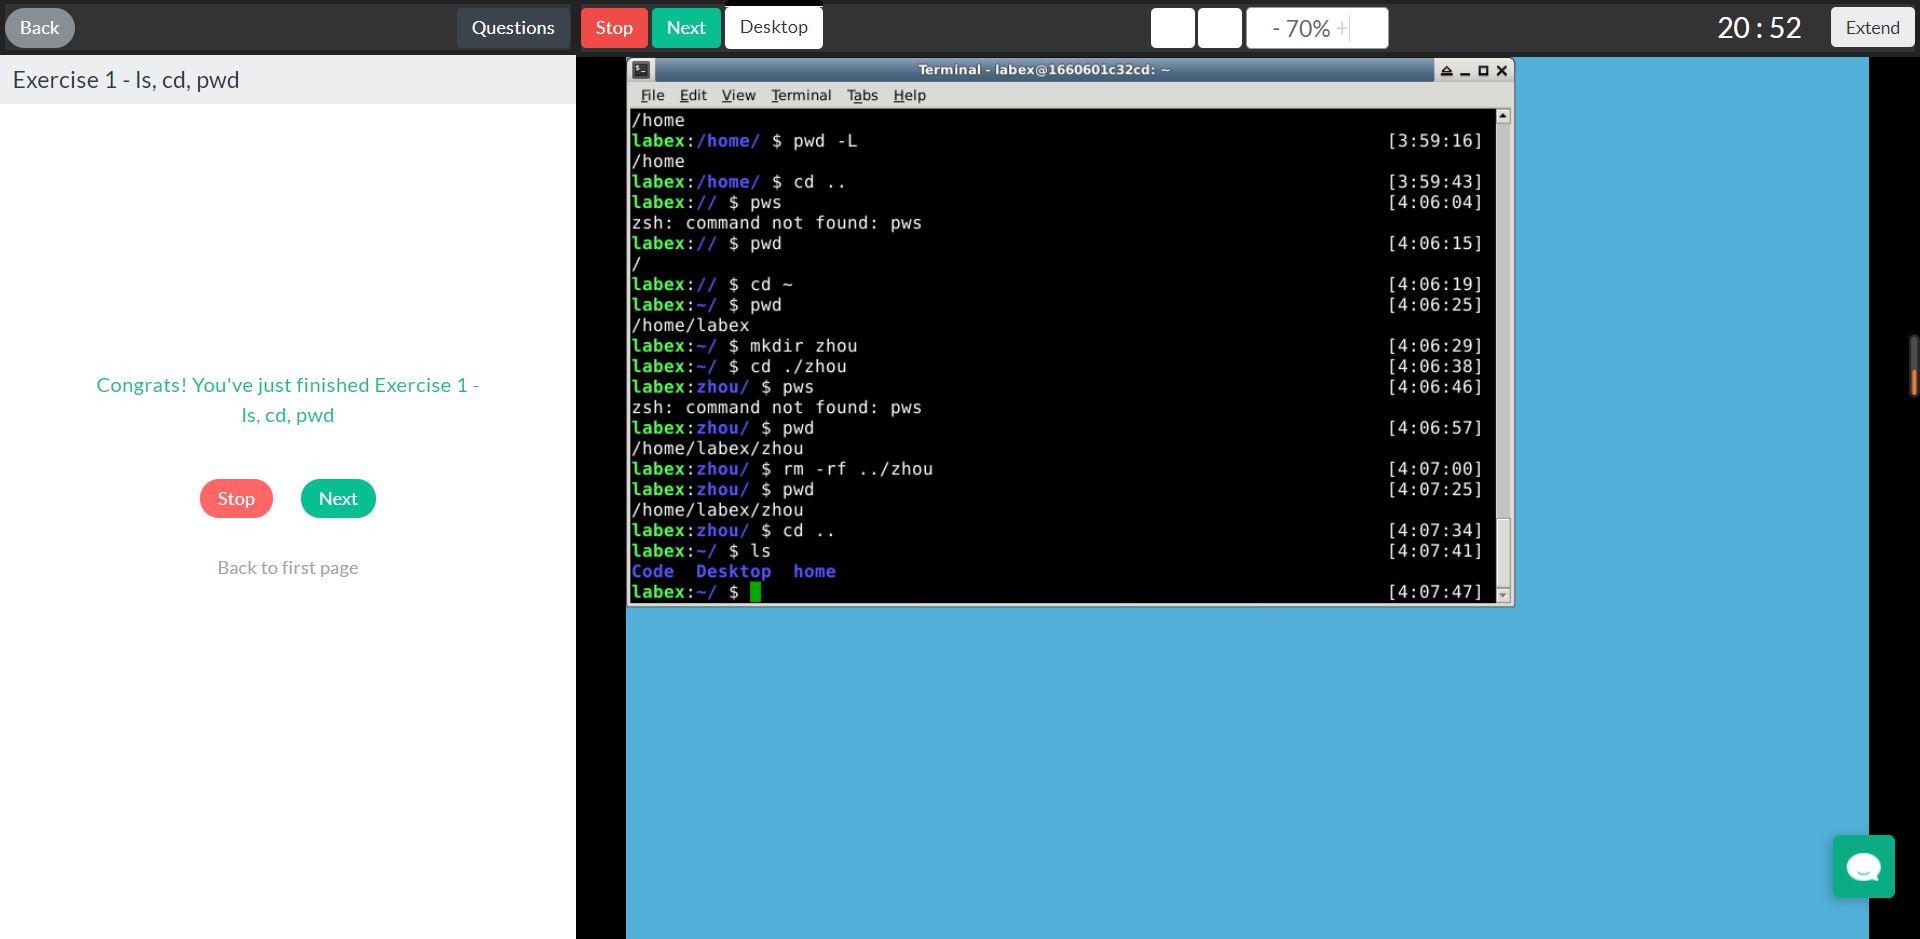 Back
Questions
Stop
Next
Desktop
- 70% +
20 : 52
Extend
Exercise 1 - ls, cd, pwd
Congrats! You've just finished Exercise 1 -
ls, cd, pwd
Stop
Next
Back to first page
Terminal - labex@1660601c32cd: ~
File Edit View Terminal Tabs Help
/home
labex:/home/ $ pwd -L [3:59:16]
/home
labex:/home/ $ cd .. [3:59:43]
labex:// $ pws [4:06:04]
zsh: command not found: pws
labex:// $ pwd [4:06:15]
/
labex:// $ cd ~ [4:06:19]
labex:~/ $ pwd [4:06:25]
/home/labex
labex:~/ $ mkdir zhou [4:06:29]
labex:~/ $ cd ./zhou [4:06:38]
labex:zhou/ $ pws [4:06:46]
zsh: command not found: pws
labex:zhou/ $ pwd [4:06:57]
/home/labex/zhou
labex:zhou/ $ rm -rf ../zhou [4:07:00]
labex:zhou/ $ pwd [4:07:25]
/home/labex/zhou
labex:zhou/ $ cd .. [4:07:34]
labex:~/ $ ls [4:07:41]
Code Desktop home
labex:~/ $ [4:07:47]